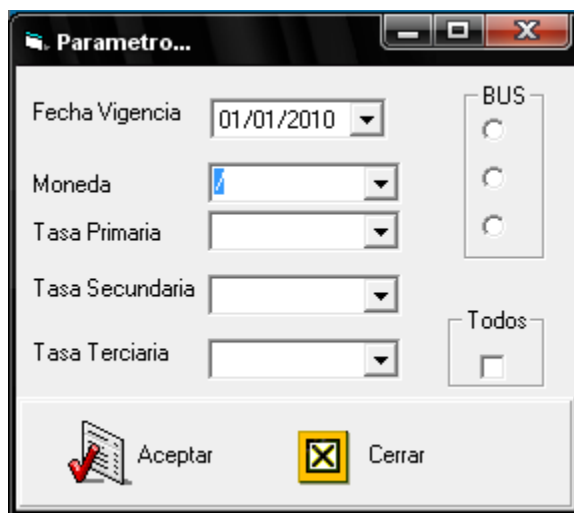 Parametro...
BUS
Fecha Vigencia 01/01/2010
Moneda /
Tasa Primaria
Tasa Secundaria
Todos
Tasa Terciaria
Aceptar Cerrar